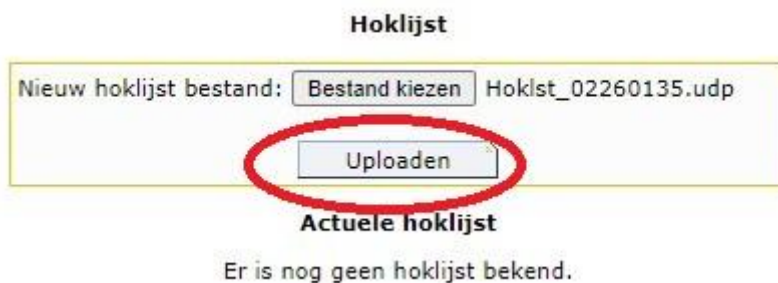 Hoklijst
Nieuw hoklijst bestand: Bestand kiezen Hoklst_02260135.udp
Uploaden
Actuele hoklijst
Er is nog geen hoklijst bekend.